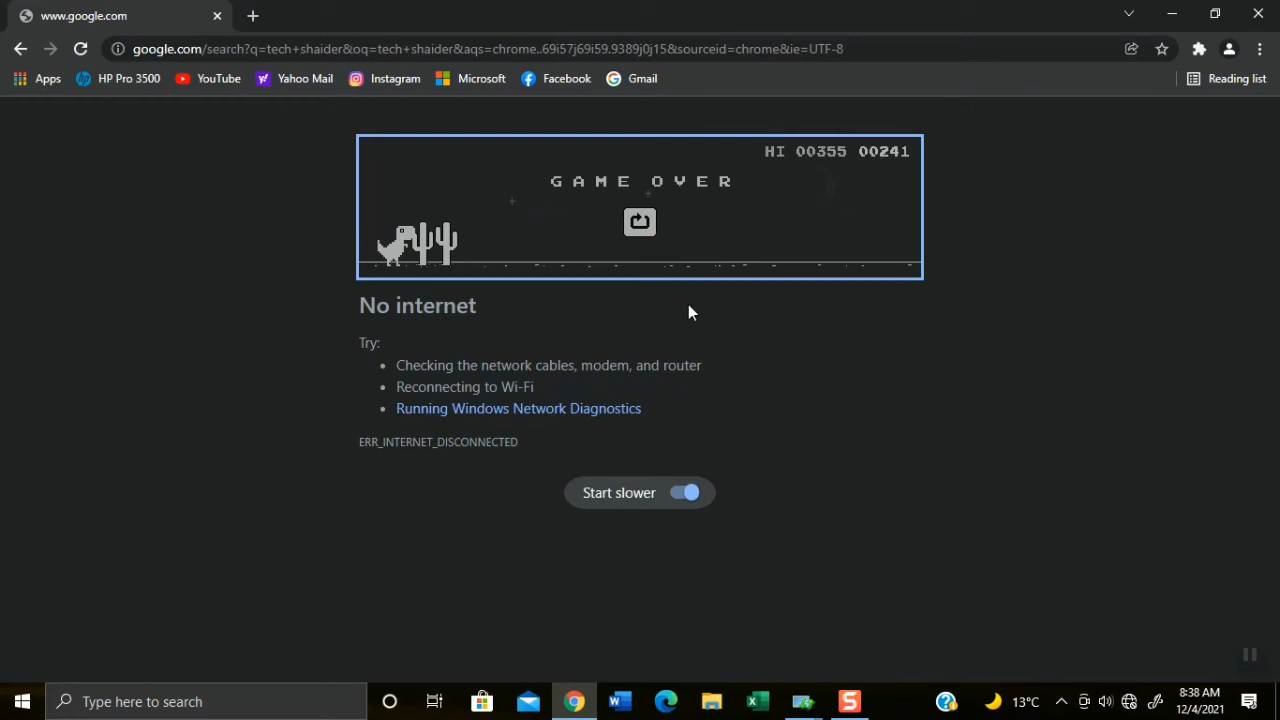 www.google.com
google.com/search?q=tech+shaider&oq=tech+shaider&aqs=chrome..69i57j69i59.9389j0j15&sourceid=chrome&ie=UTF-8
Apps HP Pro 3500 YouTube Yahoo Mail Instagram Microsoft Facebook Gmail Reading list
HI 00355 00241
GAME OVER
No internet
Try:
• Checking the network cables, modem, and router
• Reconnecting to Wi-Fi
• Running Windows Network Diagnostics
ERR_INTERNET_DISCONNECTED
Start slower
Type here to search
13°C
8:38 AM
12/4/2021